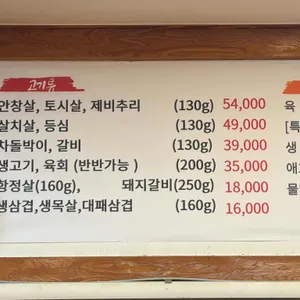 고기류
안창살, 토시살, 제비추리 (130g) 54,000
살치살, 등심 (130g) 49,000
차돌박이, 갈비 (130g) 39,000
생고기, 육회 (반반가능 ) (200g) 35,000
항정살(160g), 돼지갈비(250g) 18,000
생삼겹,생목살,대패삼겹 (160g) 16,000
육
[특
생
물